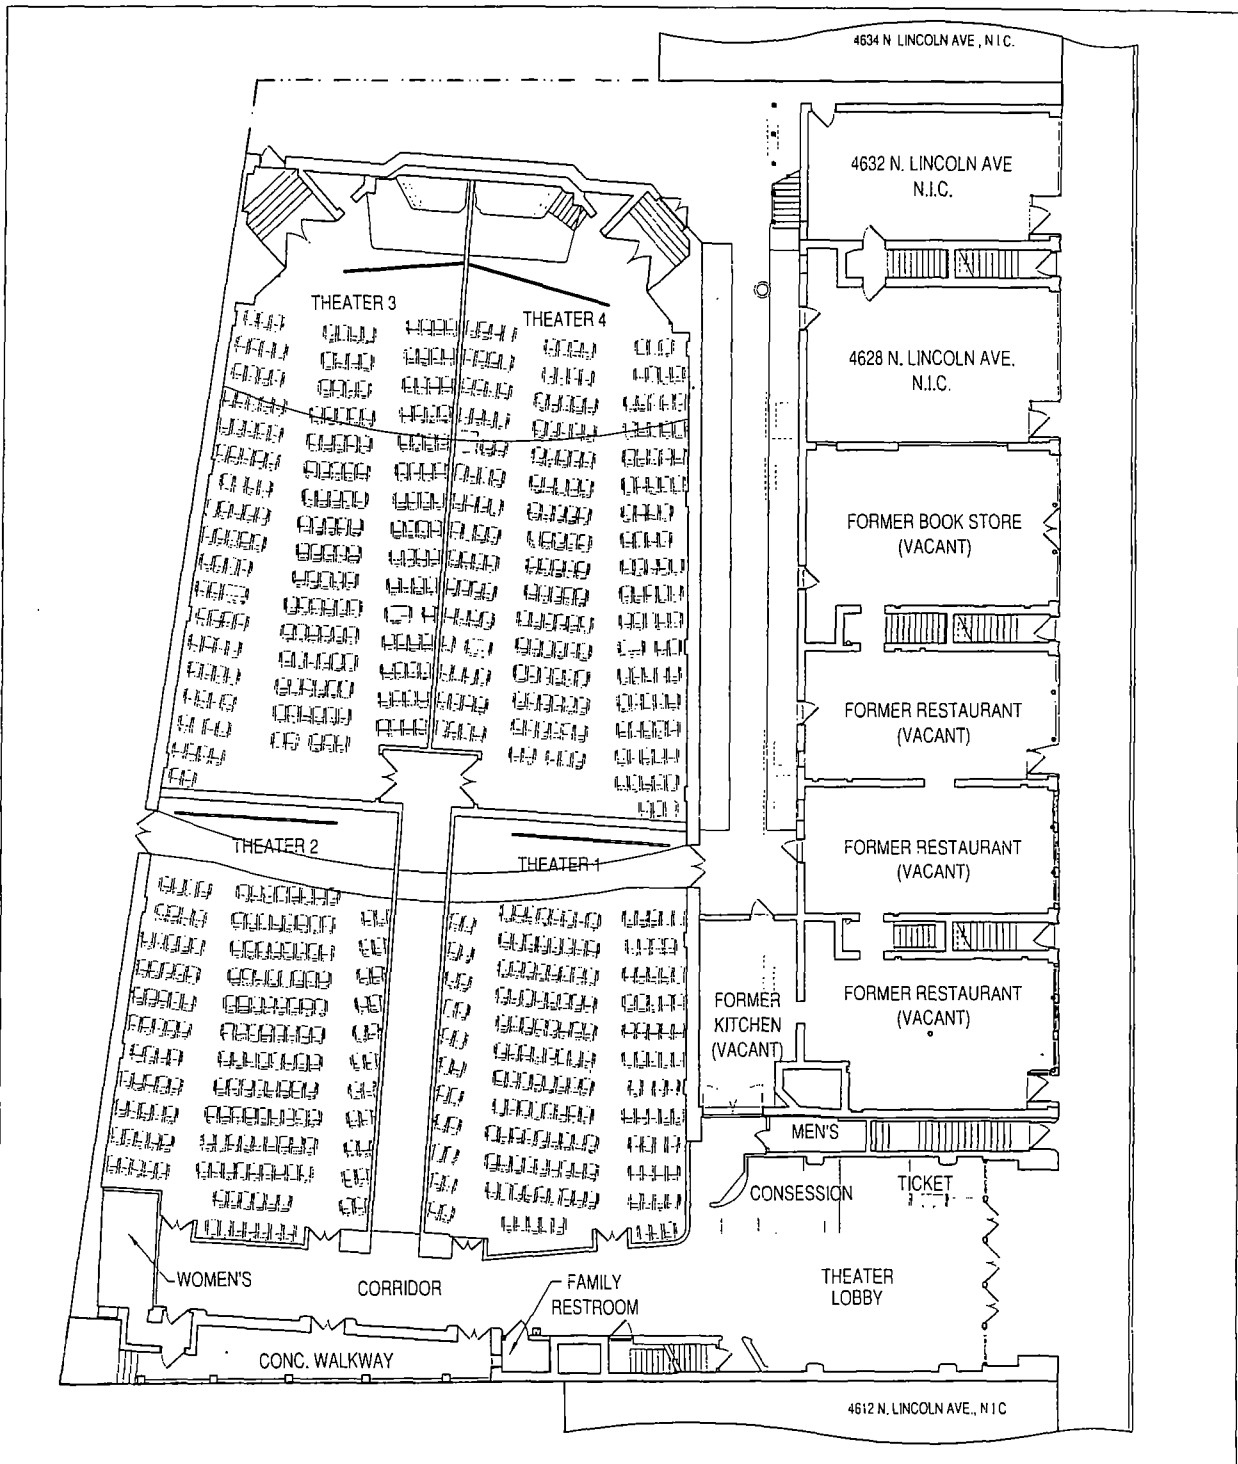 4634 N LINCOLN AVE, N I C.
4632 N. LINCOLN AVE
N.I.C.
THEATER 3
THEATER 4
4628 N. LINCOLN AVE.
N.I.C.
FORMER BOOK STORE
(VACANT)
FORMER RESTAURANT
(VACANT)
THEATER 2
THEATER 1
FORMER RESTAURANT
(VACANT)
FORMER
KITCHEN
(VACANT)
FORMER RESTAURANT
(VACANT)
MEN'S
CONSESSION
TICKET
WOMEN'S
CORRIDOR
FAMILY
RESTROOM
THEATER
LOBBY
CONC. WALKWAY
4612 N. LINCOLN AVE., N I C